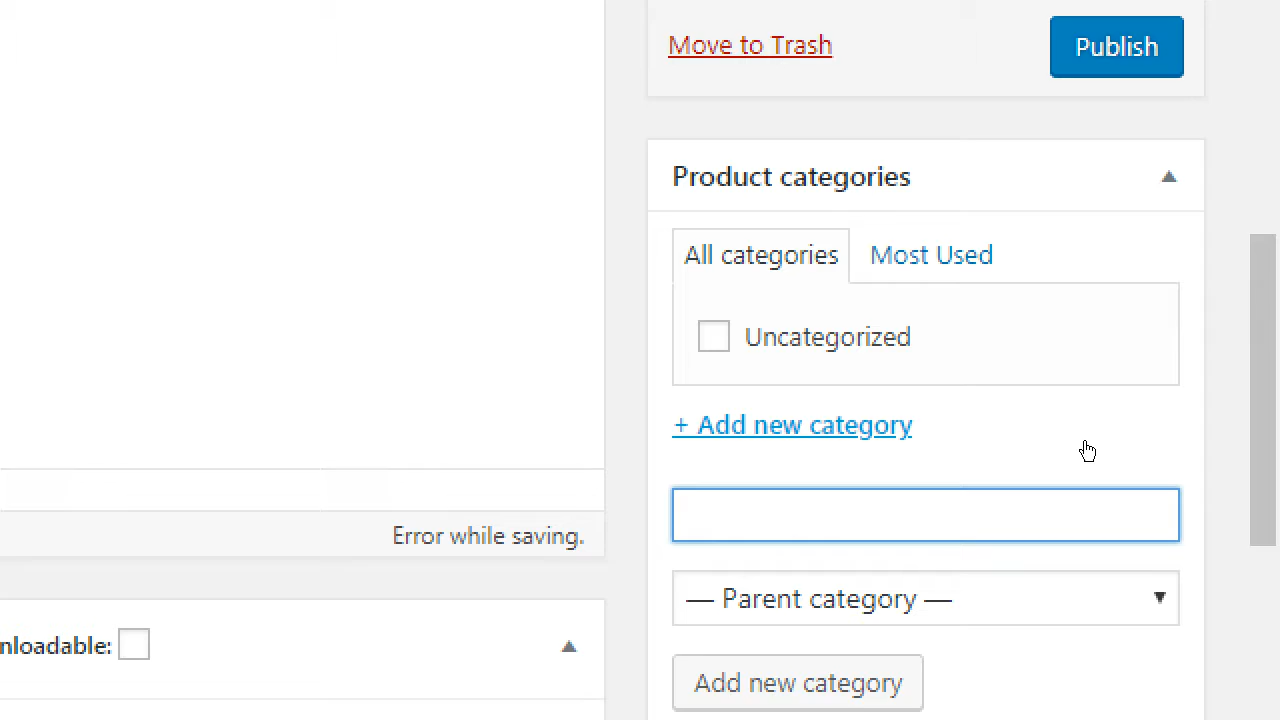 Move to Trash
Publish
Product categories
All categories
Most Used
Uncategorized
+ Add new category
— Parent category —
Add new category
Error while saving.
nloadable: